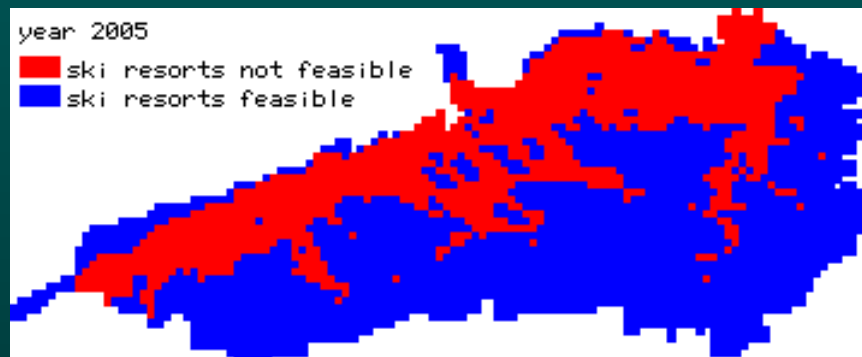 year 2005
ski resorts not feasible
ski resorts feasible